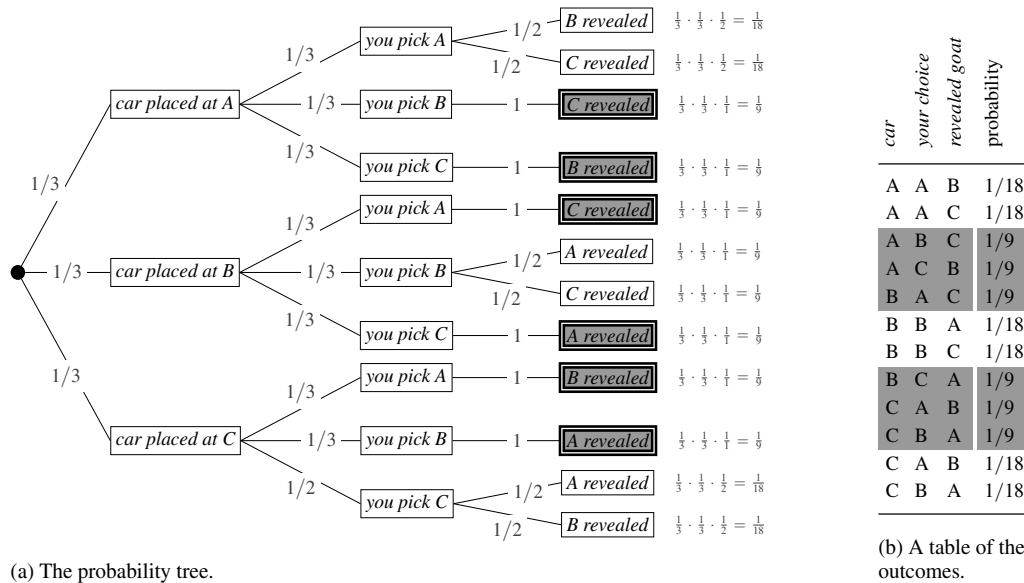 B revealed 1/3 · 1/3 · 1/2 = 1/18
1/2
you pick A
1/2
C revealed 1/3 · 1/3 · 1/2 = 1/18
1/3
car placed at A 1/3 you pick B 1 C revealed 1/3 · 1/3 · 1/1 = 1/9
1/3
you pick C 1 B revealed 1/3 · 1/3 · 1/1 = 1/9
1/3
you pick A 1 C revealed 1/3 · 1/3 · 1/1 = 1/9
1/3
A revealed 1/3 · 1/3 · 1/1 = 1/9
1/2
1/3 car placed at B 1/3 you pick B
1/2
C revealed 1/3 · 1/3 · 1/1 = 1/9
1/3
you pick C 1 A revealed 1/3 · 1/3 · 1/1 = 1/9
1/3
you pick A 1 B revealed 1/3 · 1/3 · 1/1 = 1/9
1/3
car placed at C 1/3 you pick B 1 A revealed 1/3 · 1/3 · 1/1 = 1/9
1/2
A revealed 1/3 · 1/3 · 1/2 = 1/18
1/2
you pick C
1/2
B revealed 1/3 · 1/3 · 1/2 = 1/18
(a) The probability tree.
car your choice revealed goat probability
A A B 1/18
A A C 1/18
A B C 1/9
A C B 1/9
B A C 1/9
B B A 1/18
B B C 1/18
B C A 1/9
C A B 1/9
C B A 1/9
C A B 1/18
C B A 1/18
(b) A table of the
outcomes.